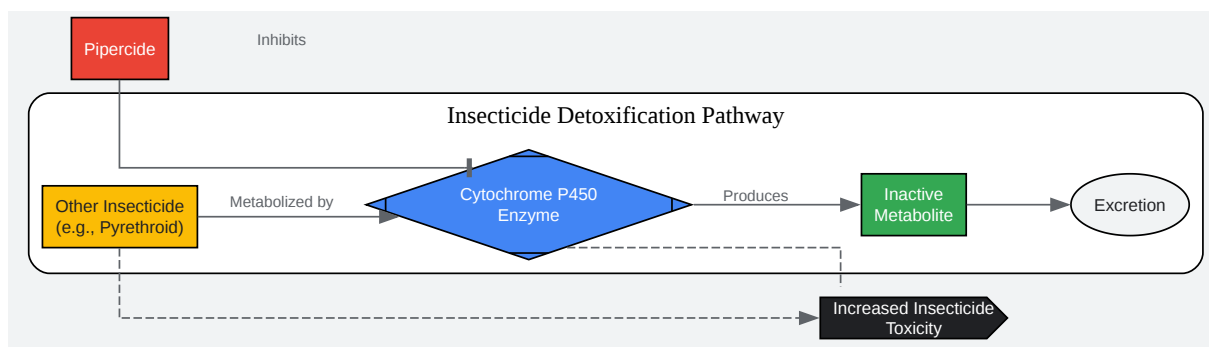 Pipercide
Inhibits
Insecticide Detoxification Pathway
Other Insecticide
(e.g., Pyrethroid)
Metabolized by
Cytochrome P450
Enzyme
Produces
Inactive
Metabolite
Excretion
Increased Insecticide
Toxicity